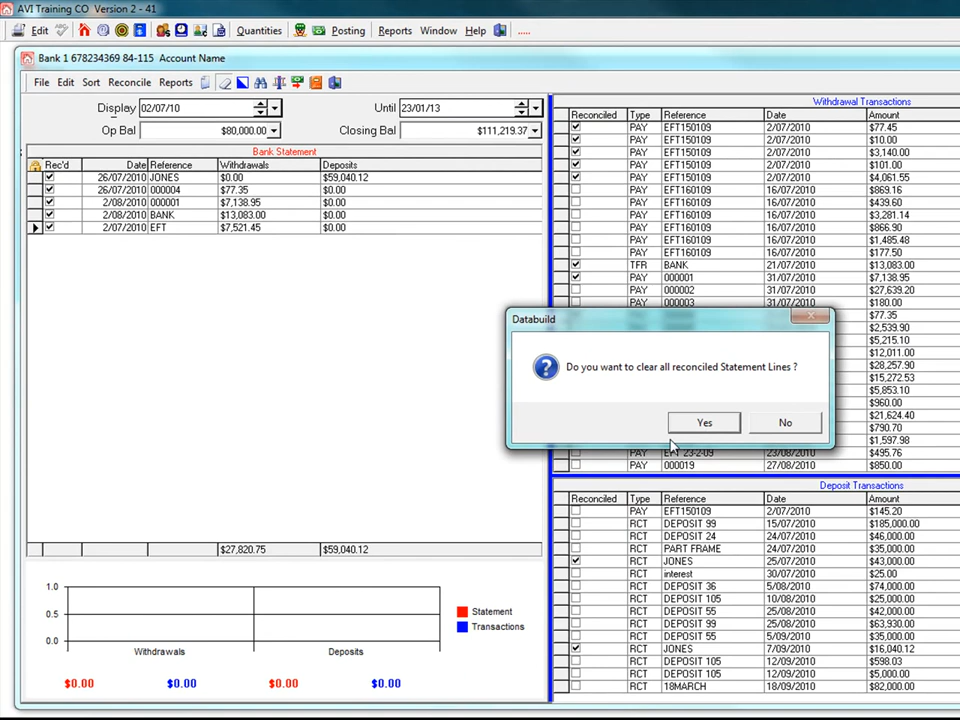 AVI Training CO Version 2 - 41
Edit Quantities Posting Reports Window Help .....
Bank 1 678234369 84-115 Account Name
File Edit Sort Reconcile Reports
Display 02/07/10 Until 23/01/13
Op Bal $80,000.00 Closing Bal $111,219.37
Bank Statement
Rec'd Date Reference Withdrawals Deposits
26/07/2010 JONES $0.00 $59,040.12
26/07/2010 000004 $77.35 $0.00
2/08/2010 000001 $7,138.95 $0.00
2/08/2010 BANK $13,083.00 $0.00
2/07/2010 EFT $7,521.45 $0.00
$27,820.75 $59,040.12
1.0
0.5
0.0
Withdrawals Deposits
Statement
Transactions
$0.00 $0.00 $0.00 $0.00
Withdrawal Transactions
Reconciled Type Reference Date Amount
PAY EFT150109 2/07/2010 $77.45
PAY EFT150109 2/07/2010 $10.00
PAY EFT150109 2/07/2010 $3,140.00
PAY EFT150109 2/07/2010 $101.00
PAY EFT150109 2/07/2010 $4,061.55
PAY EFT160109 16/07/2010 $869.16
PAY EFT160109 16/07/2010 $439.60
PAY EFT160109 16/07/2010 $3,281.14
PAY EFT160109 16/07/2010 $866.90
PAY EFT160109 16/07/2010 $1,485.48
PAY EFT160109 16/07/2010 $177.50
TFR BANK 21/07/2010 $13,083.00
PAY 000001 31/07/2010 $7,138.95
PAY 000002 31/07/2010 $27,639.20
PAY 000003 31/07/2010 $180.00
$77.35
$2,539.90
$5,215.10
$12,011.00
$28,257.90
$15,272.53
$5,853.10
$960.00
$21,624.40
$790.70
$1,597.98
PAY EFT 23-2-09 23/08/2010 $495.76
PAY 000019 27/08/2010 $850.00
Databuild
Do you want to clear all reconciled Statement Lines ?
Yes No
Deposit Transactions
Reconciled Type Reference Date Amount
PAY EFT150109 2/07/2010 $145.20
RCT DEPOSIT 99 15/07/2010 $185,000.00
RCT DEPOSIT 24 24/07/2010 $46,000.00
RCT PART FRAME 24/07/2010 $35,000.00
RCT JONES 25/07/2010 $43,000.00
RCT interest 30/07/2010 $25.00
RCT DEPOSIT 36 5/08/2010 $74,000.00
RCT DEPOSIT 105 10/08/2010 $25,000.00
RCT DEPOSIT 55 25/08/2010 $42,000.00
RCT DEPOSIT 99 25/08/2010 $63,930.00
RCT DEPOSIT 55 5/09/2010 $35,000.00
RCT JONES 7/09/2010 $16,040.12
RCT DEPOSIT 105 12/09/2010 $598.03
RCT DEPOSIT 105 12/09/2010 $5,000.00
RCT 18MARCH 18/09/2010 $82,000.00